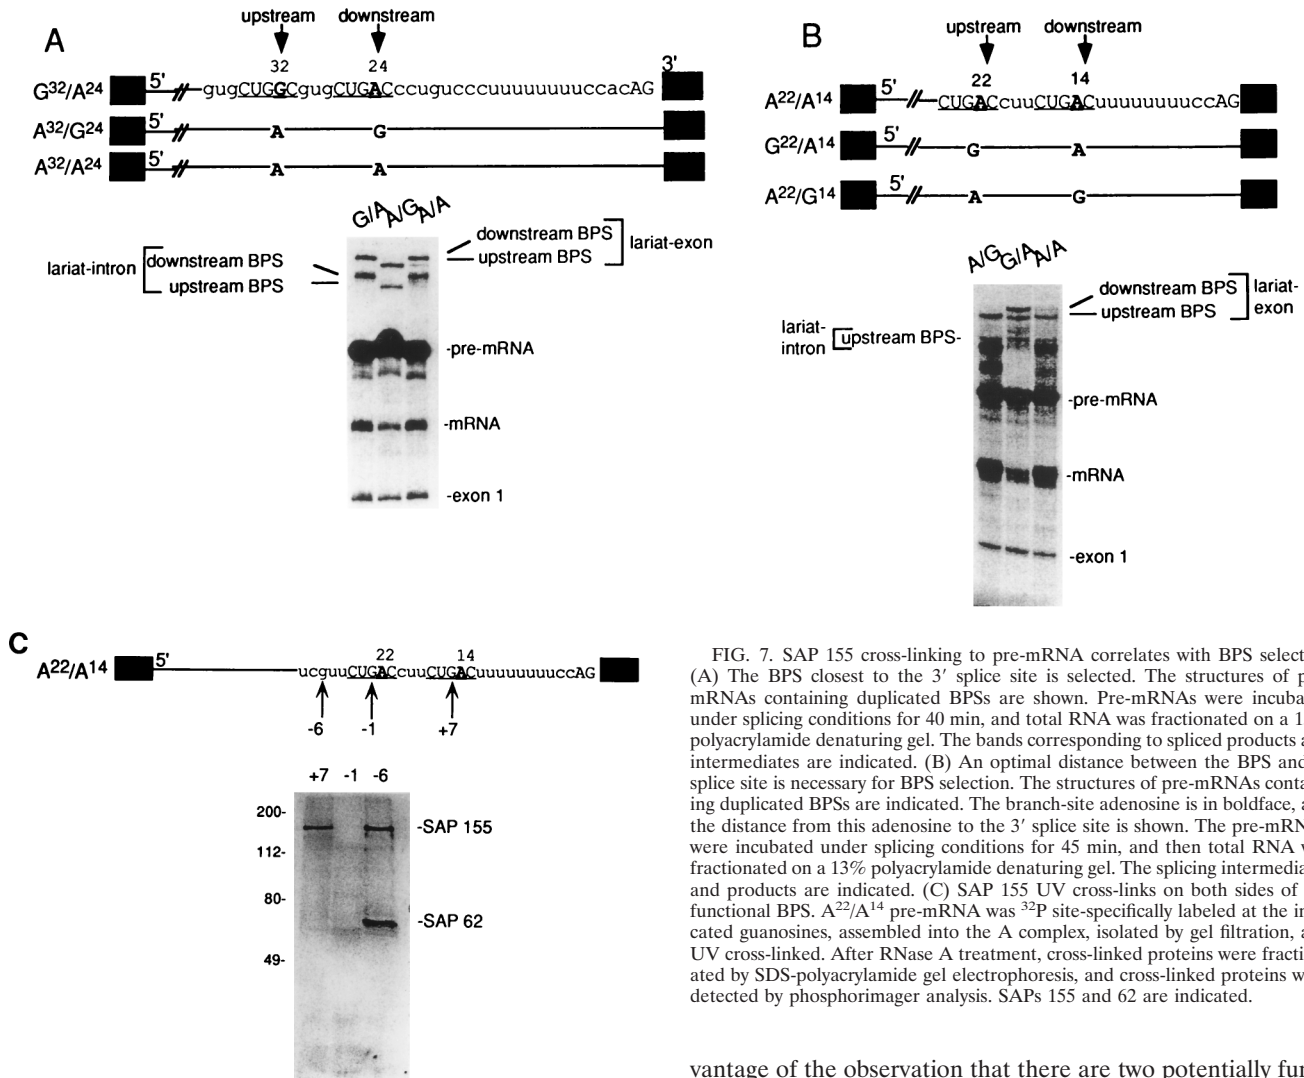 A
upstream downstream
32 24
G32/A24 5' gugCUGGCgugCUGACccugucccuuuuuuuuccacAG 3'
A32/G24 5' A G
A32/A24 5' A A
G/A A/G A/A
lariat-intron downstream BPS upstream BPS
downstream BPS upstream BPS lariat-exon
-pre-mRNA
-mRNA
-exon 1
B
upstream downstream
22 14
A22/A14 5' CUGACcuuCUGACuuuuuuuuccAG
G22/A14 5' G A
A22/G14 5' A G
A/G G/A A/A
downstream BPS upstream BPS lariat-exon
lariat-intron upstream BPS-
-pre-mRNA
-mRNA
-exon 1
C
22 14
A22/A14 5' ucguuCUGACcuuCUGACuuuuuuuuccAG
-6 -1 +7
+7 -1 -6
200-
-SAP 155
112-
80-
-SAP 62
49-
FIG. 7. SAP 155 cross-linking to pre-mRNA correlates with BPS select
(A) The BPS closest to the 3′ splice site is selected. The structures of p
mRNAs containing duplicated BPSs are shown. Pre-mRNAs were incuba
under splicing conditions for 40 min, and total RNA was fractionated on a 1
polyacrylamide denaturing gel. The bands corresponding to spliced products a
intermediates are indicated. (B) An optimal distance between the BPS and
splice site is necessary for BPS selection. The structures of pre-mRNAs conta
ing duplicated BPSs are indicated. The branch-site adenosine is in boldface, a
the distance from this adenosine to the 3′ splice site is shown. The pre-mRN
were incubated under splicing conditions for 45 min, and then total RNA w
fractionated on a 13% polyacrylamide denaturing gel. The splicing intermedia
and products are indicated. (C) SAP 155 UV cross-links on both sides of
functional BPS. A22/A14 pre-mRNA was 32P site-specifically labeled at the in
cated guanosines, assembled into the A complex, isolated by gel filtration, a
UV cross-linked. After RNase A treatment, cross-linked proteins were fracti
ated by SDS-polyacrylamide gel electrophoresis, and cross-linked proteins w
detected by phosphorimager analysis. SAPs 155 and 62 are indicated.
vantage of the observation that there are two potentially fun